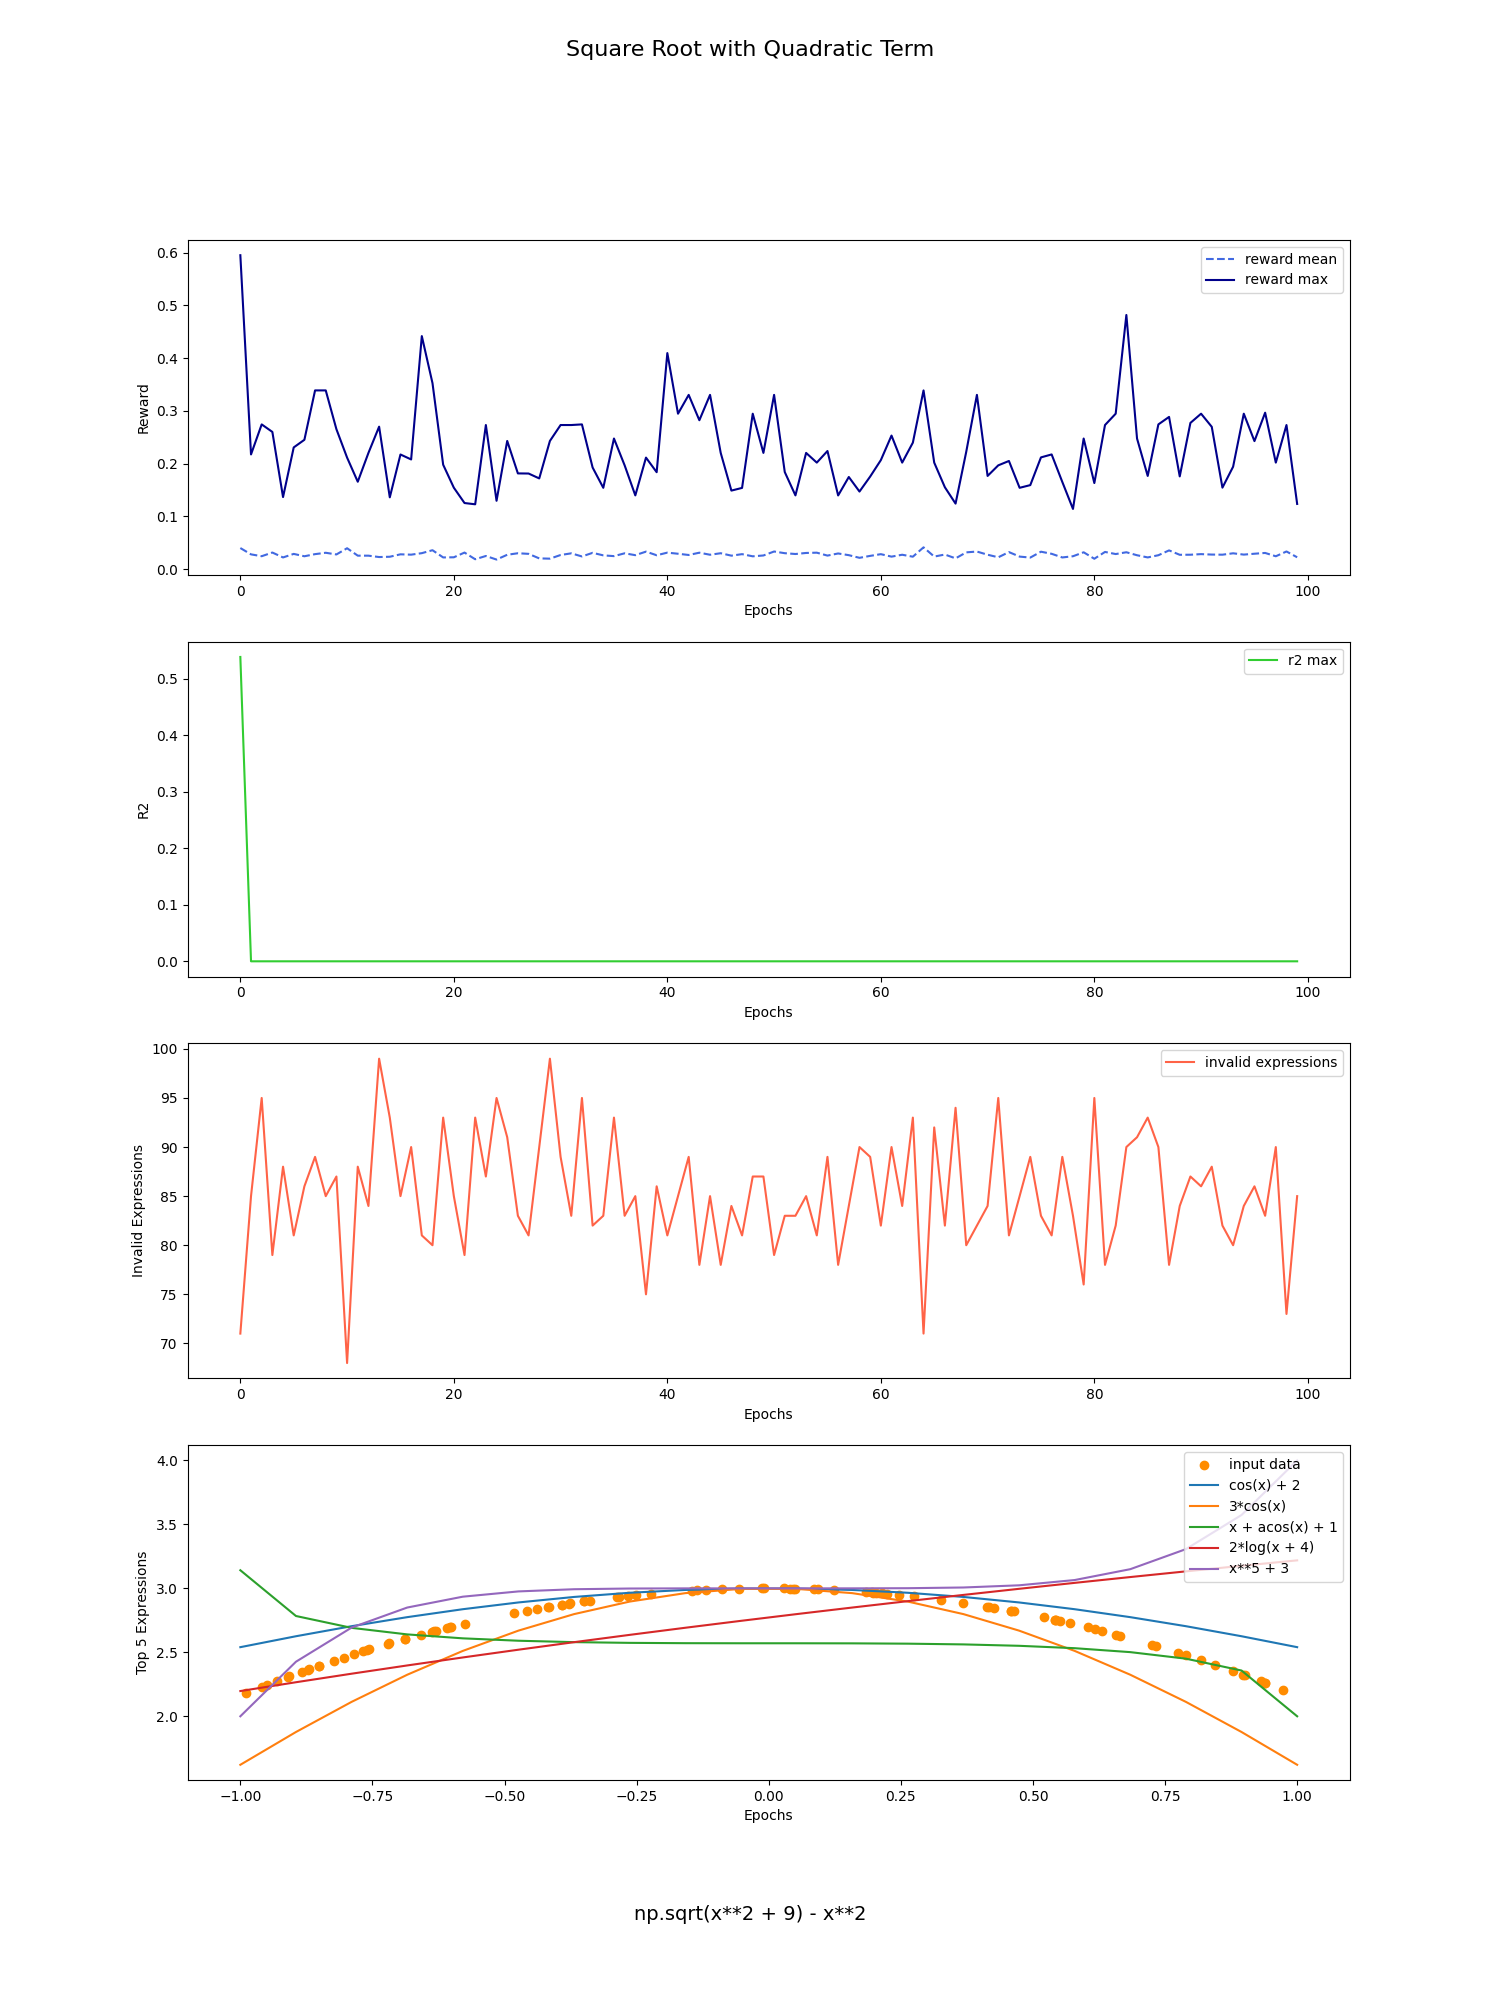 Square Root with Quadratic Term
0.6
0.5
0.4
0.3
0.2
0.1
0.0
Reward
reward mean
reward max
0 20 40 60 80 100
Epochs
0.5
0.4
0.3
0.2
0.1
0.0
R2
r2 max
0 20 40 60 80 100
Epochs
100
95
90
85
80
75
70
Invalid Expressions
invalid expressions
0 20 40 60 80 100
Epochs
4.0
3.5
3.0
2.5
2.0
Top 5 Expressions
input data
cos(x) + 2
3*cos(x)
x + acos(x) + 1
2*log(x + 4)
x**5 + 3
−1.00 −0.75 −0.50 −0.25 0.00 0.25 0.50 0.75 1.00
Epochs
np.sqrt(x**2 + 9) - x**2